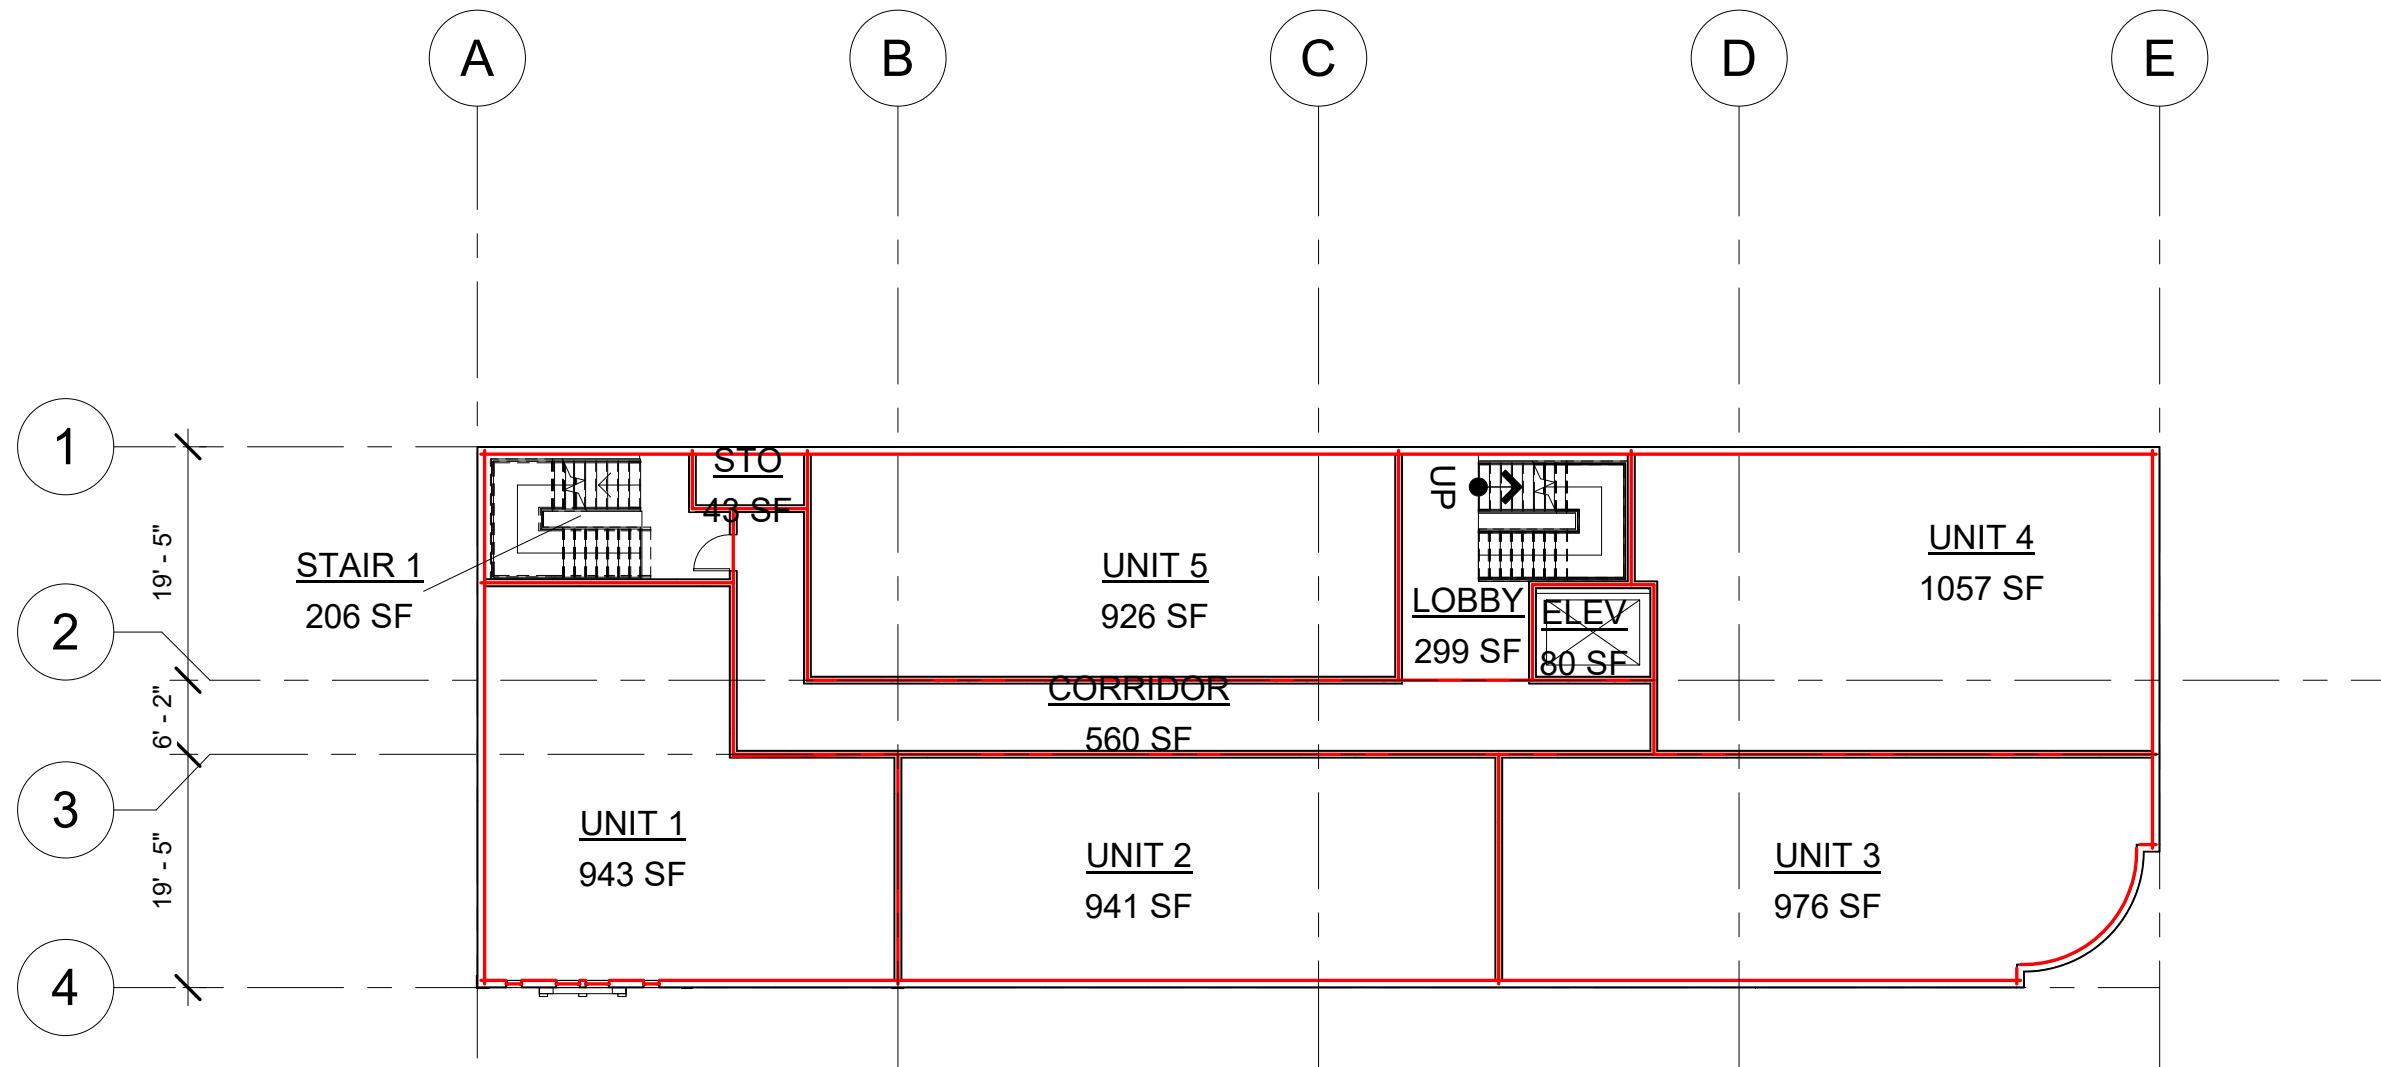 A
B
C
D
E
1
2
3
4
19' - 5"
6' - 2"
19' - 5"
STO
43 SF
STAIR 1
206 SF
UNIT 5
926 SF
UP
LOBBY
299 SF
ELEV
80 SF
UNIT 4
1057 SF
CORRIDOR
560 SF
UNIT 1
943 SF
UNIT 2
941 SF
UNIT 3
976 SF